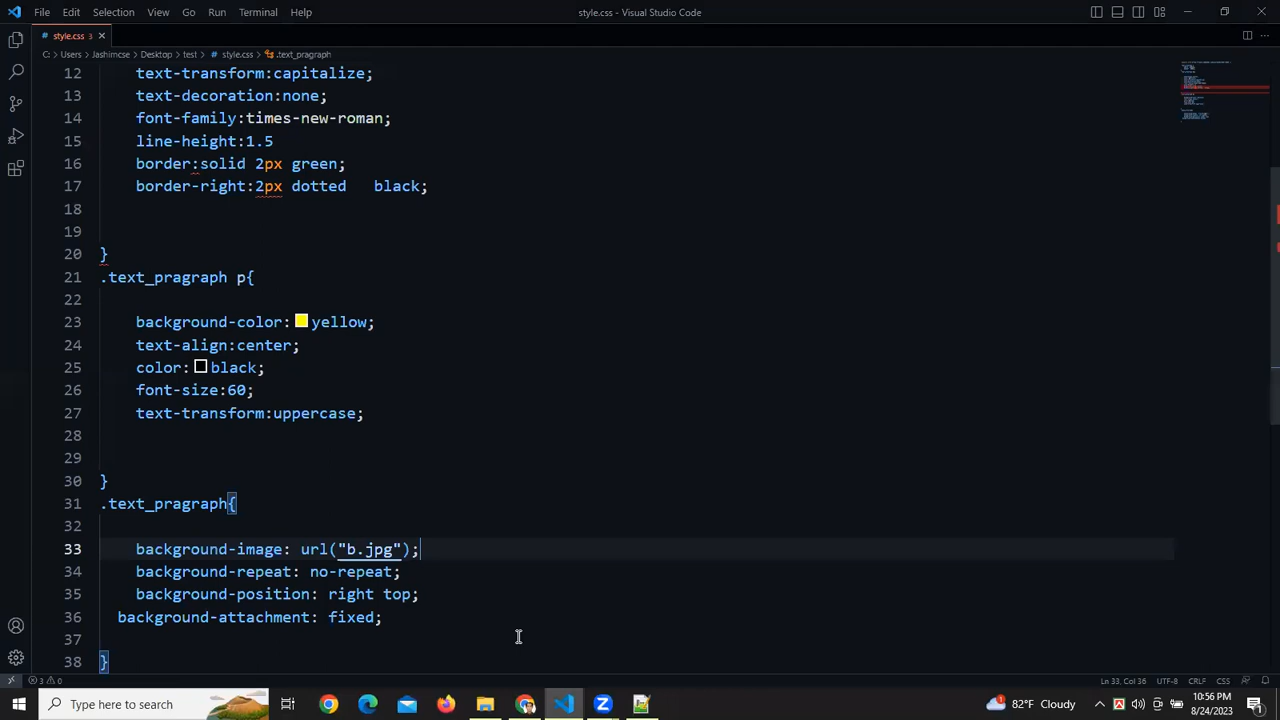 File Edit Selection View Go Run Terminal Help
style.css - Visual Studio Code
style.css 3
C: > Users > Jashimcse > Desktop > test > # style.css > .text_pragraph
12 text-transform:capitalize;
13 text-decoration:none;
14 font-family:times-new-roman;
15 line-height:1.5
16 border:solid 2px green;
17 border-right:2px dotted   black;
18
19
20 }
21 .text_pragraph p{
22
23 background-color:yellow;
24 text-align:center;
25 color:black;
26 font-size:60;
27 text-transform:uppercase;
28
29
30 }
31 .text_pragraph{
32
33 background-image: url("b.jpg");
34 background-repeat: no-repeat;
35 background-position: right top;
36 background-attachment: fixed;
37
38 }
3 0 Ln 33, Col 36 UTF-8 CRLF CSS
Type here to search 82°F Cloudy 10:56 PM
8/24/2023